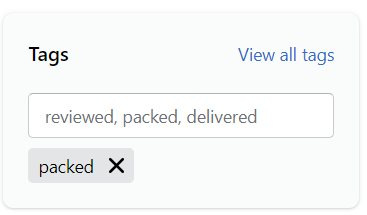 Tags
View all tags
reviewed, packed, delivered
packed